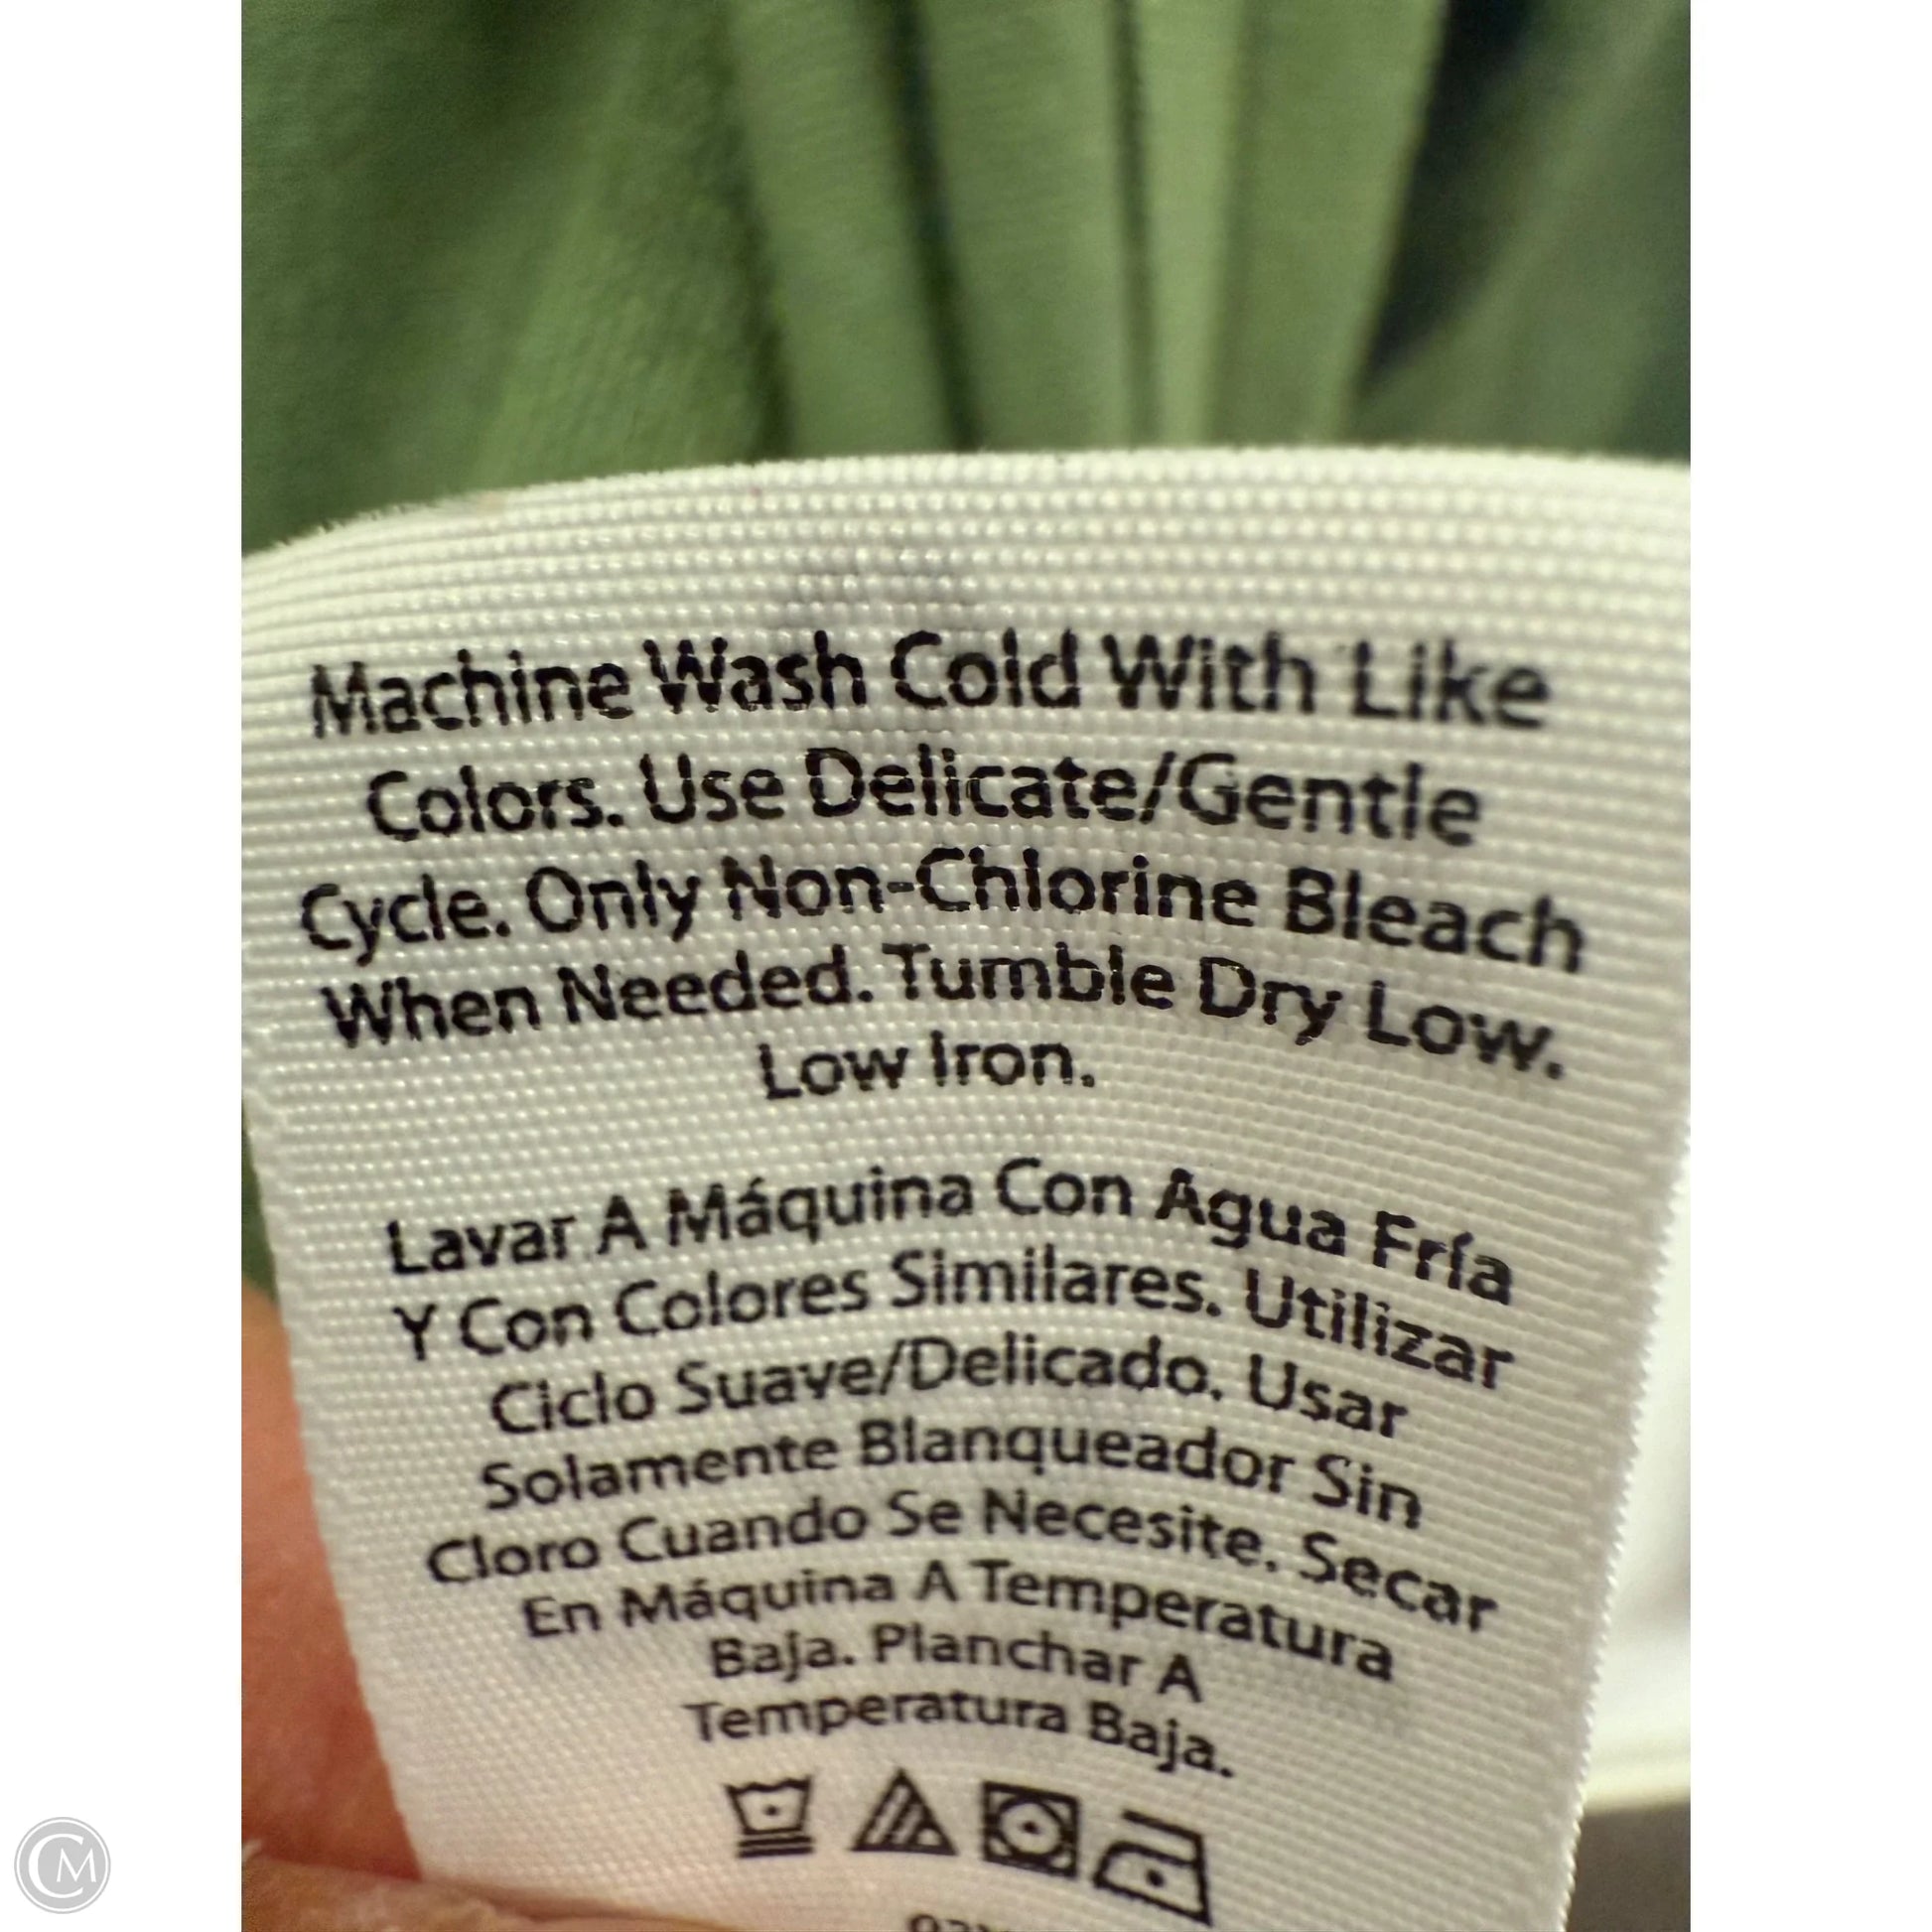 Machine Wash Cold With Like
Colors. Use Delicate/Gentle
Cycle. Only Non-Chlorine Bleach
When Needed. Tumble Dry Low.
Low Iron.
Lavar A Máquina Con Agua Fría
Y Con Colores Similares. Utilizar
Ciclo Suave/Delicado. Usar
Solamente Blanqueador Sin
Cloro Cuando Se Necesite. Secar
En Máquina A Temperatura
Baja. Planchar A
Temperatura Baja.
CM